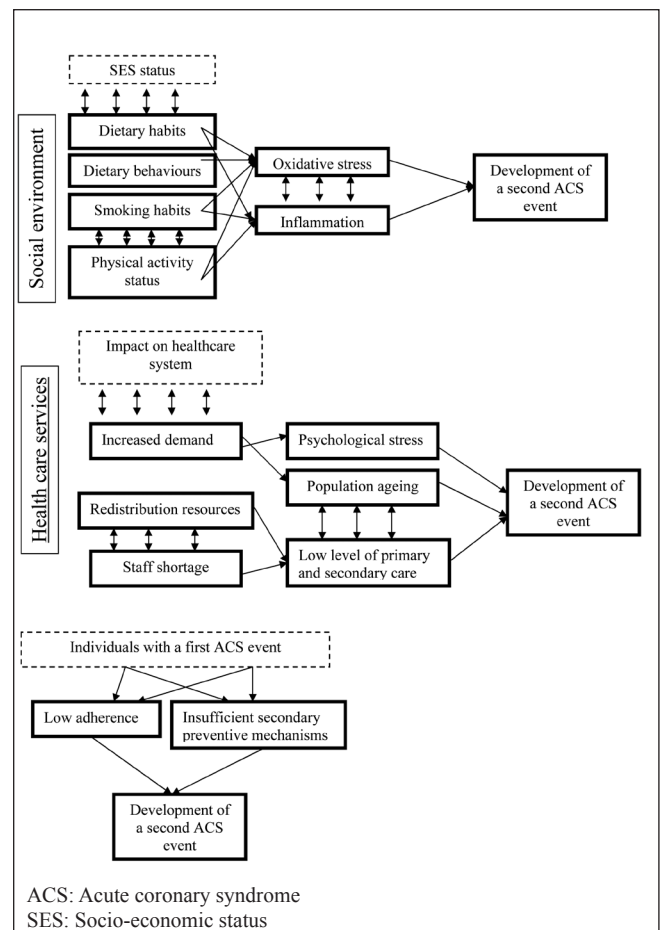 Social environment
SES status
Dietary habits
Dietary behaviours
Smoking habits
Physical activity
status
Oxidative stress
Inflammation
Development of
a second ACS
event
Health care services
Impact on healthcare
system
Increased demand
Redistribution resources
Staff shortage
Psychological stress
Population ageing
Low level of primary
and secondary care
Development of
a second ACS
event
Individuals with a first ACS event
Low adherence
Insufficient secondary
preventive mechanisms
Development of
a second ACS
event
ACS: Acute coronary syndrome
SES: Socio-economic status